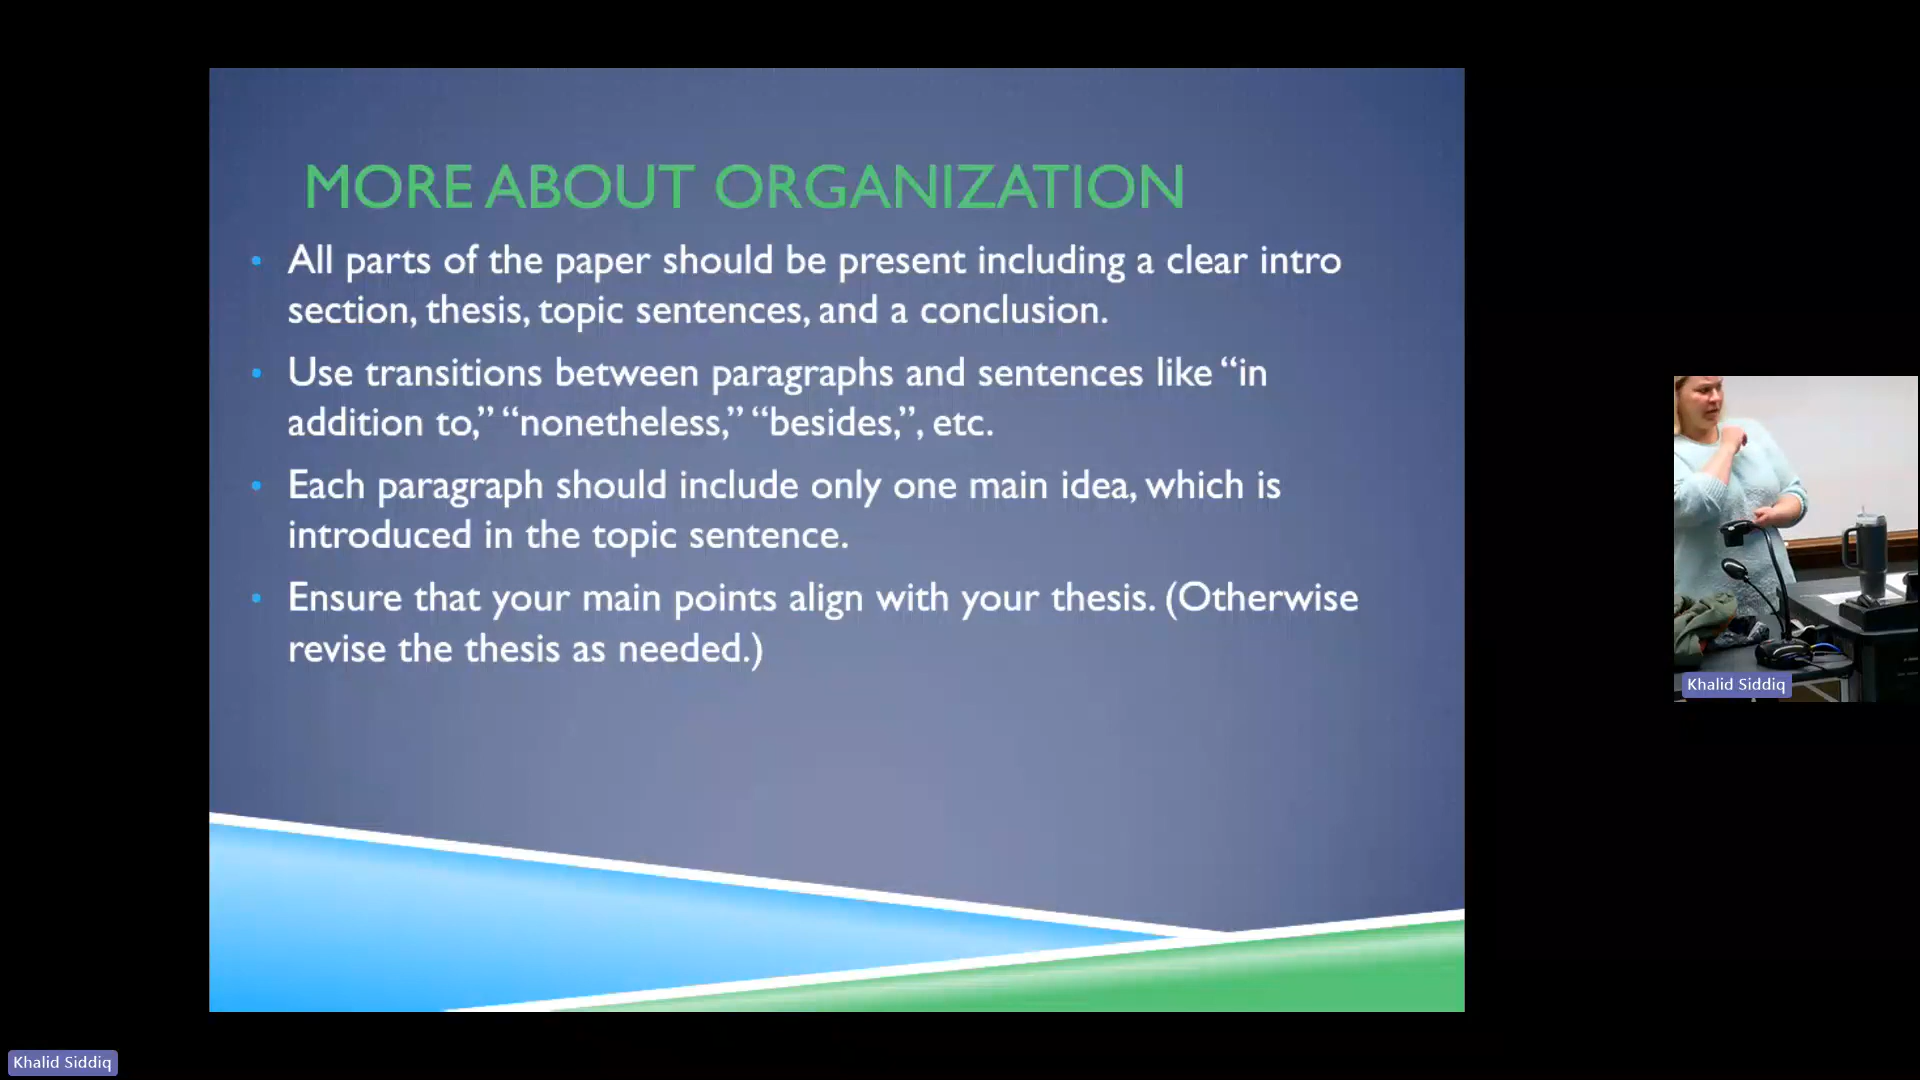 MORE ABOUT ORGANIZATION
• All parts of the paper should be present including a clear intro
section, thesis, topic sentences, and a conclusion.
• Use transitions between paragraphs and sentences like “in
addition to,” “nonetheless,” “besides,”, etc.
• Each paragraph should include only one main idea, which is
introduced in the topic sentence.
• Ensure that your main points align with your thesis. (Otherwise
revise the thesis as needed.)
Khalid Siddiq
Khalid Siddiq